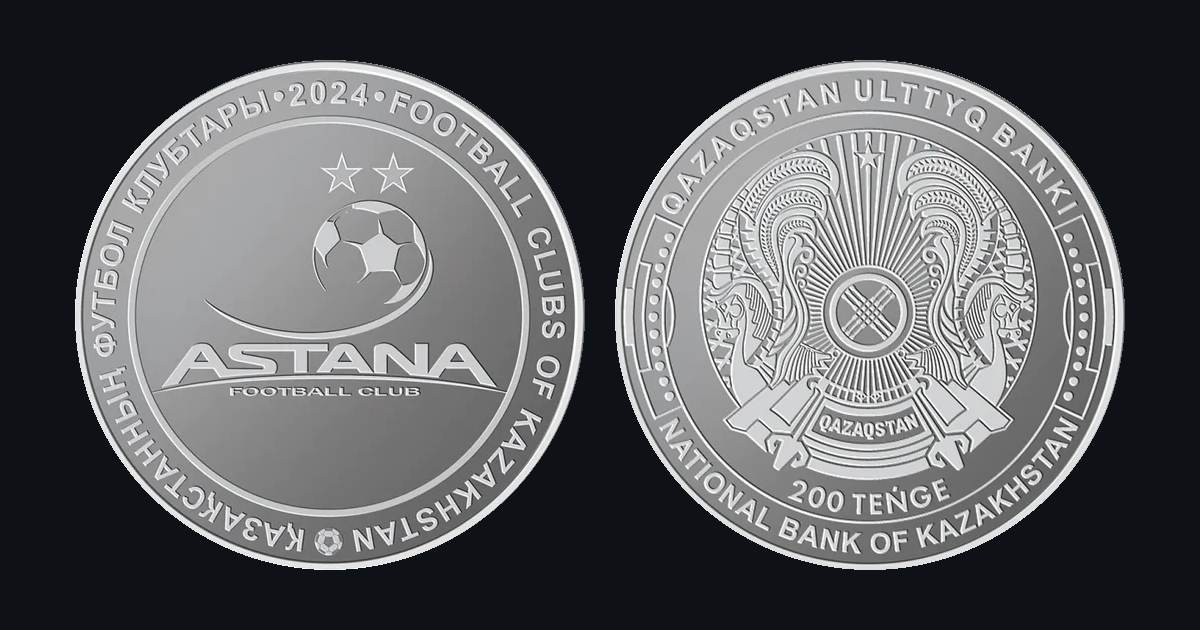 ҚАЗАҚСТАННЫҢ ФУТБОЛ КЛУБТАРЫ•2024•FOOTBALL CLUBS OF KAZAKHSTAN
ASTANA
FOOTBALL CLUB
QAZAQSTAN ULTTYQ BANKI
QAZAQSTAN
200 TEŃGE
NATIONAL BANK OF KAZAKHSTAN